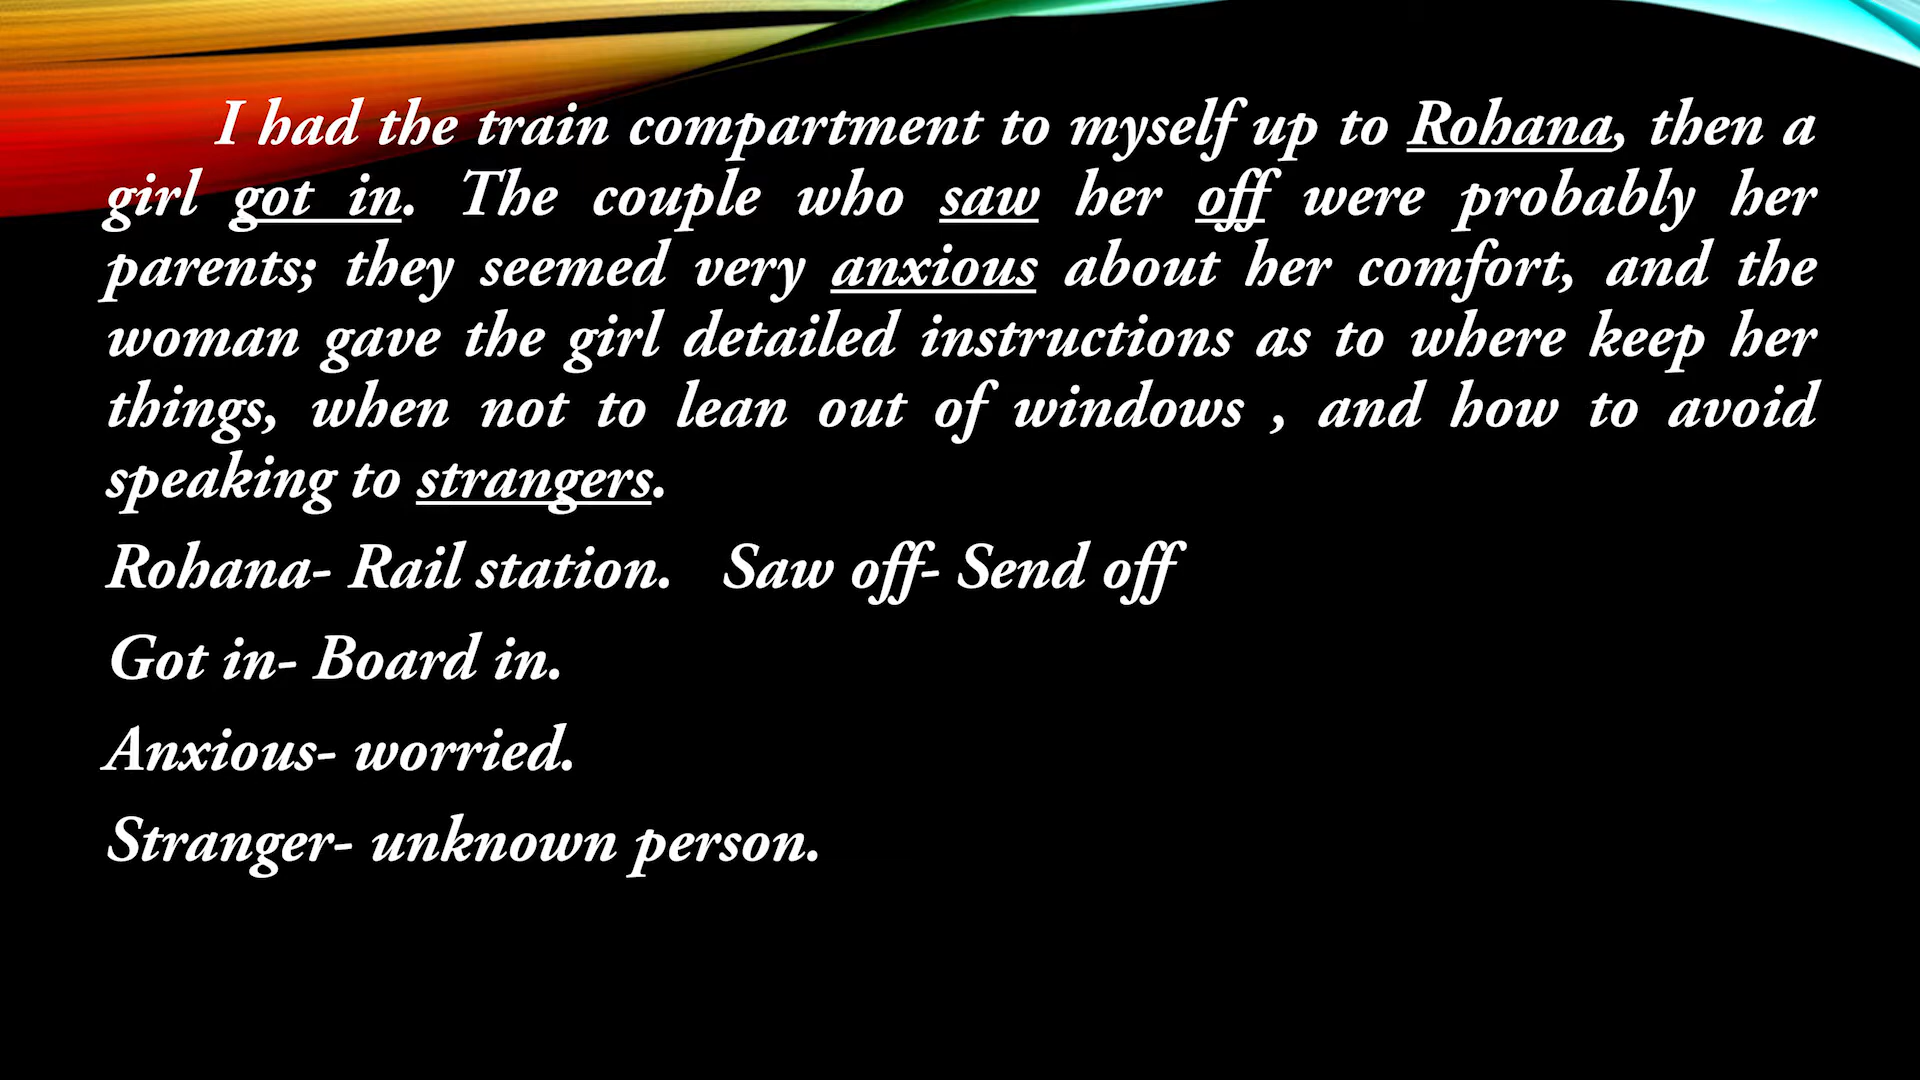 I had the train compartment to myself up to Rohana, then a
girl got in. The couple who saw her off were probably her
parents; they seemed very anxious about her comfort, and the
woman gave the girl detailed instructions as to where keep her
things, when not to lean out of windows , and how to avoid
speaking to strangers.
Rohana- Rail station. Saw off- Send off
Got in- Board in.
Anxious- worried.
Stranger- unknown person.